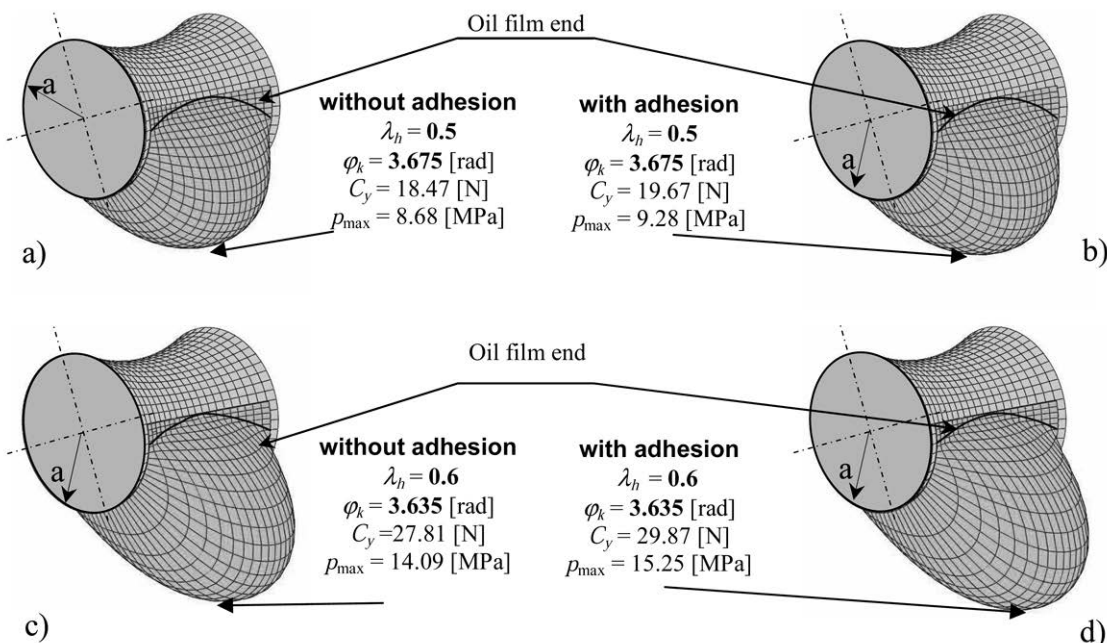 Oil film end
a
a
without adhesion
λh = 0.5
φk = 3.675 [rad]
Cy = 18.47 [N]
pmax = 8.68 [MPa]
with adhesion
λh = 0.5
φk = 3.675 [rad]
Cy = 19.67 [N]
pmax = 9.28 [MPa]
a)
b)
Oil film end
a
a
without adhesion
λh = 0.6
φk = 3.635 [rad]
Cy =27.81 [N]
pmax = 14.09 [MPa]
with adhesion
λh = 0.6
φk = 3.635 [rad]
Cy = 29.87 [N]
pmax = 15.25 [MPa]
c)
d)